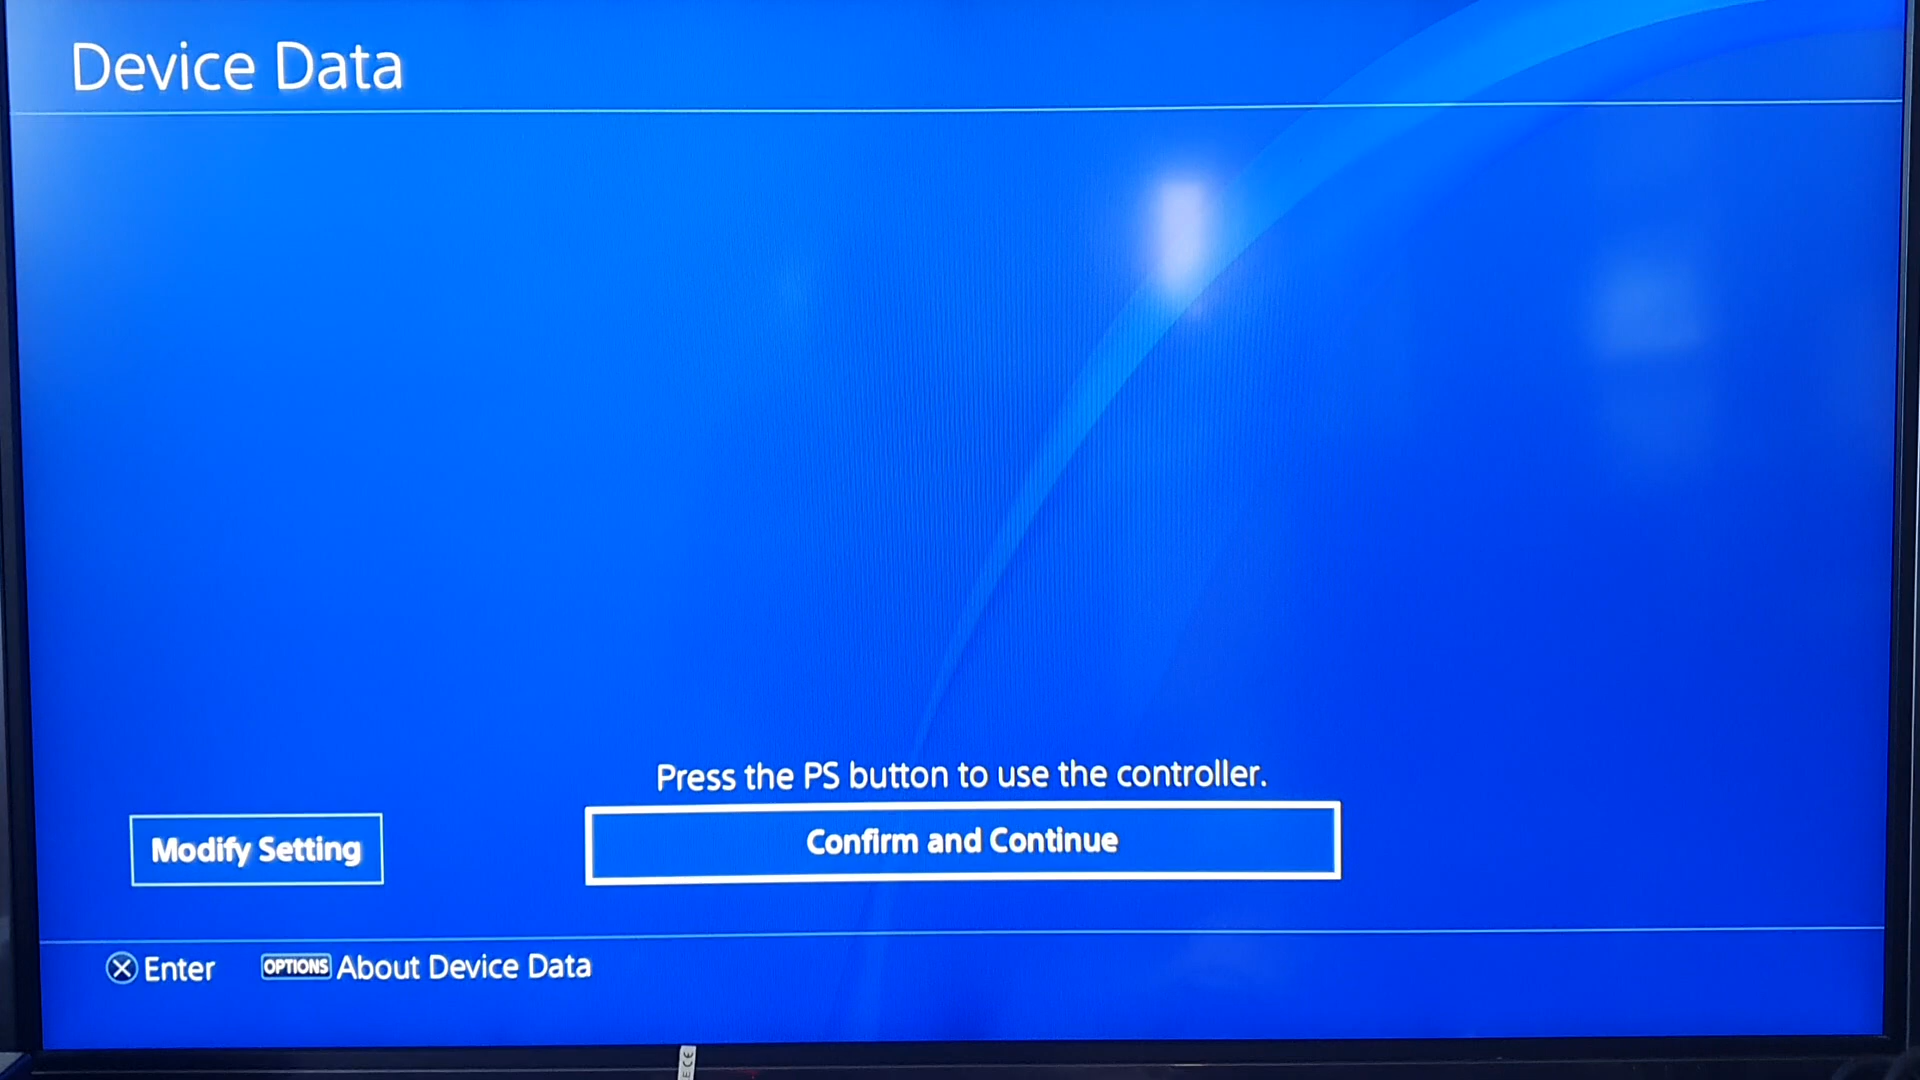 Device Data
Press the PS button to use the controller.
Modify Setting
Confirm and Continue
Enter
OPTIONS About Device Data